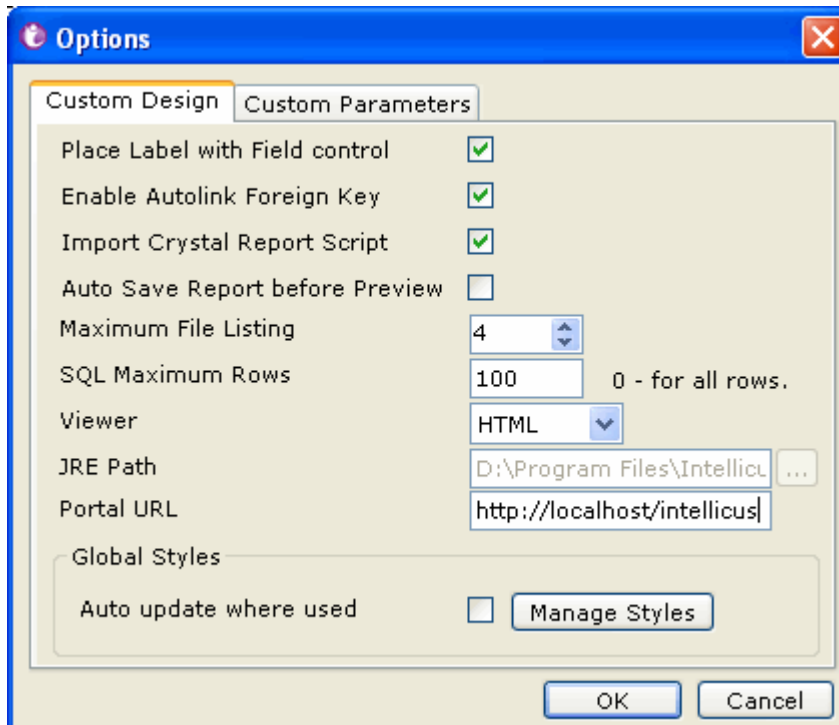 Options
Custom Design Custom Parameters
Place Label with Field control
Enable Autolink Foreign Key
Import Crystal Report Script
Auto Save Report before Preview
Maximum File Listing 4
SQL Maximum Rows 100 0 - for all rows.
Viewer HTML
JRE Path D:\Program Files\Intellicu ...
Portal URL http://localhost/intellicus
Global Styles
Auto update where used Manage Styles
OK Cancel